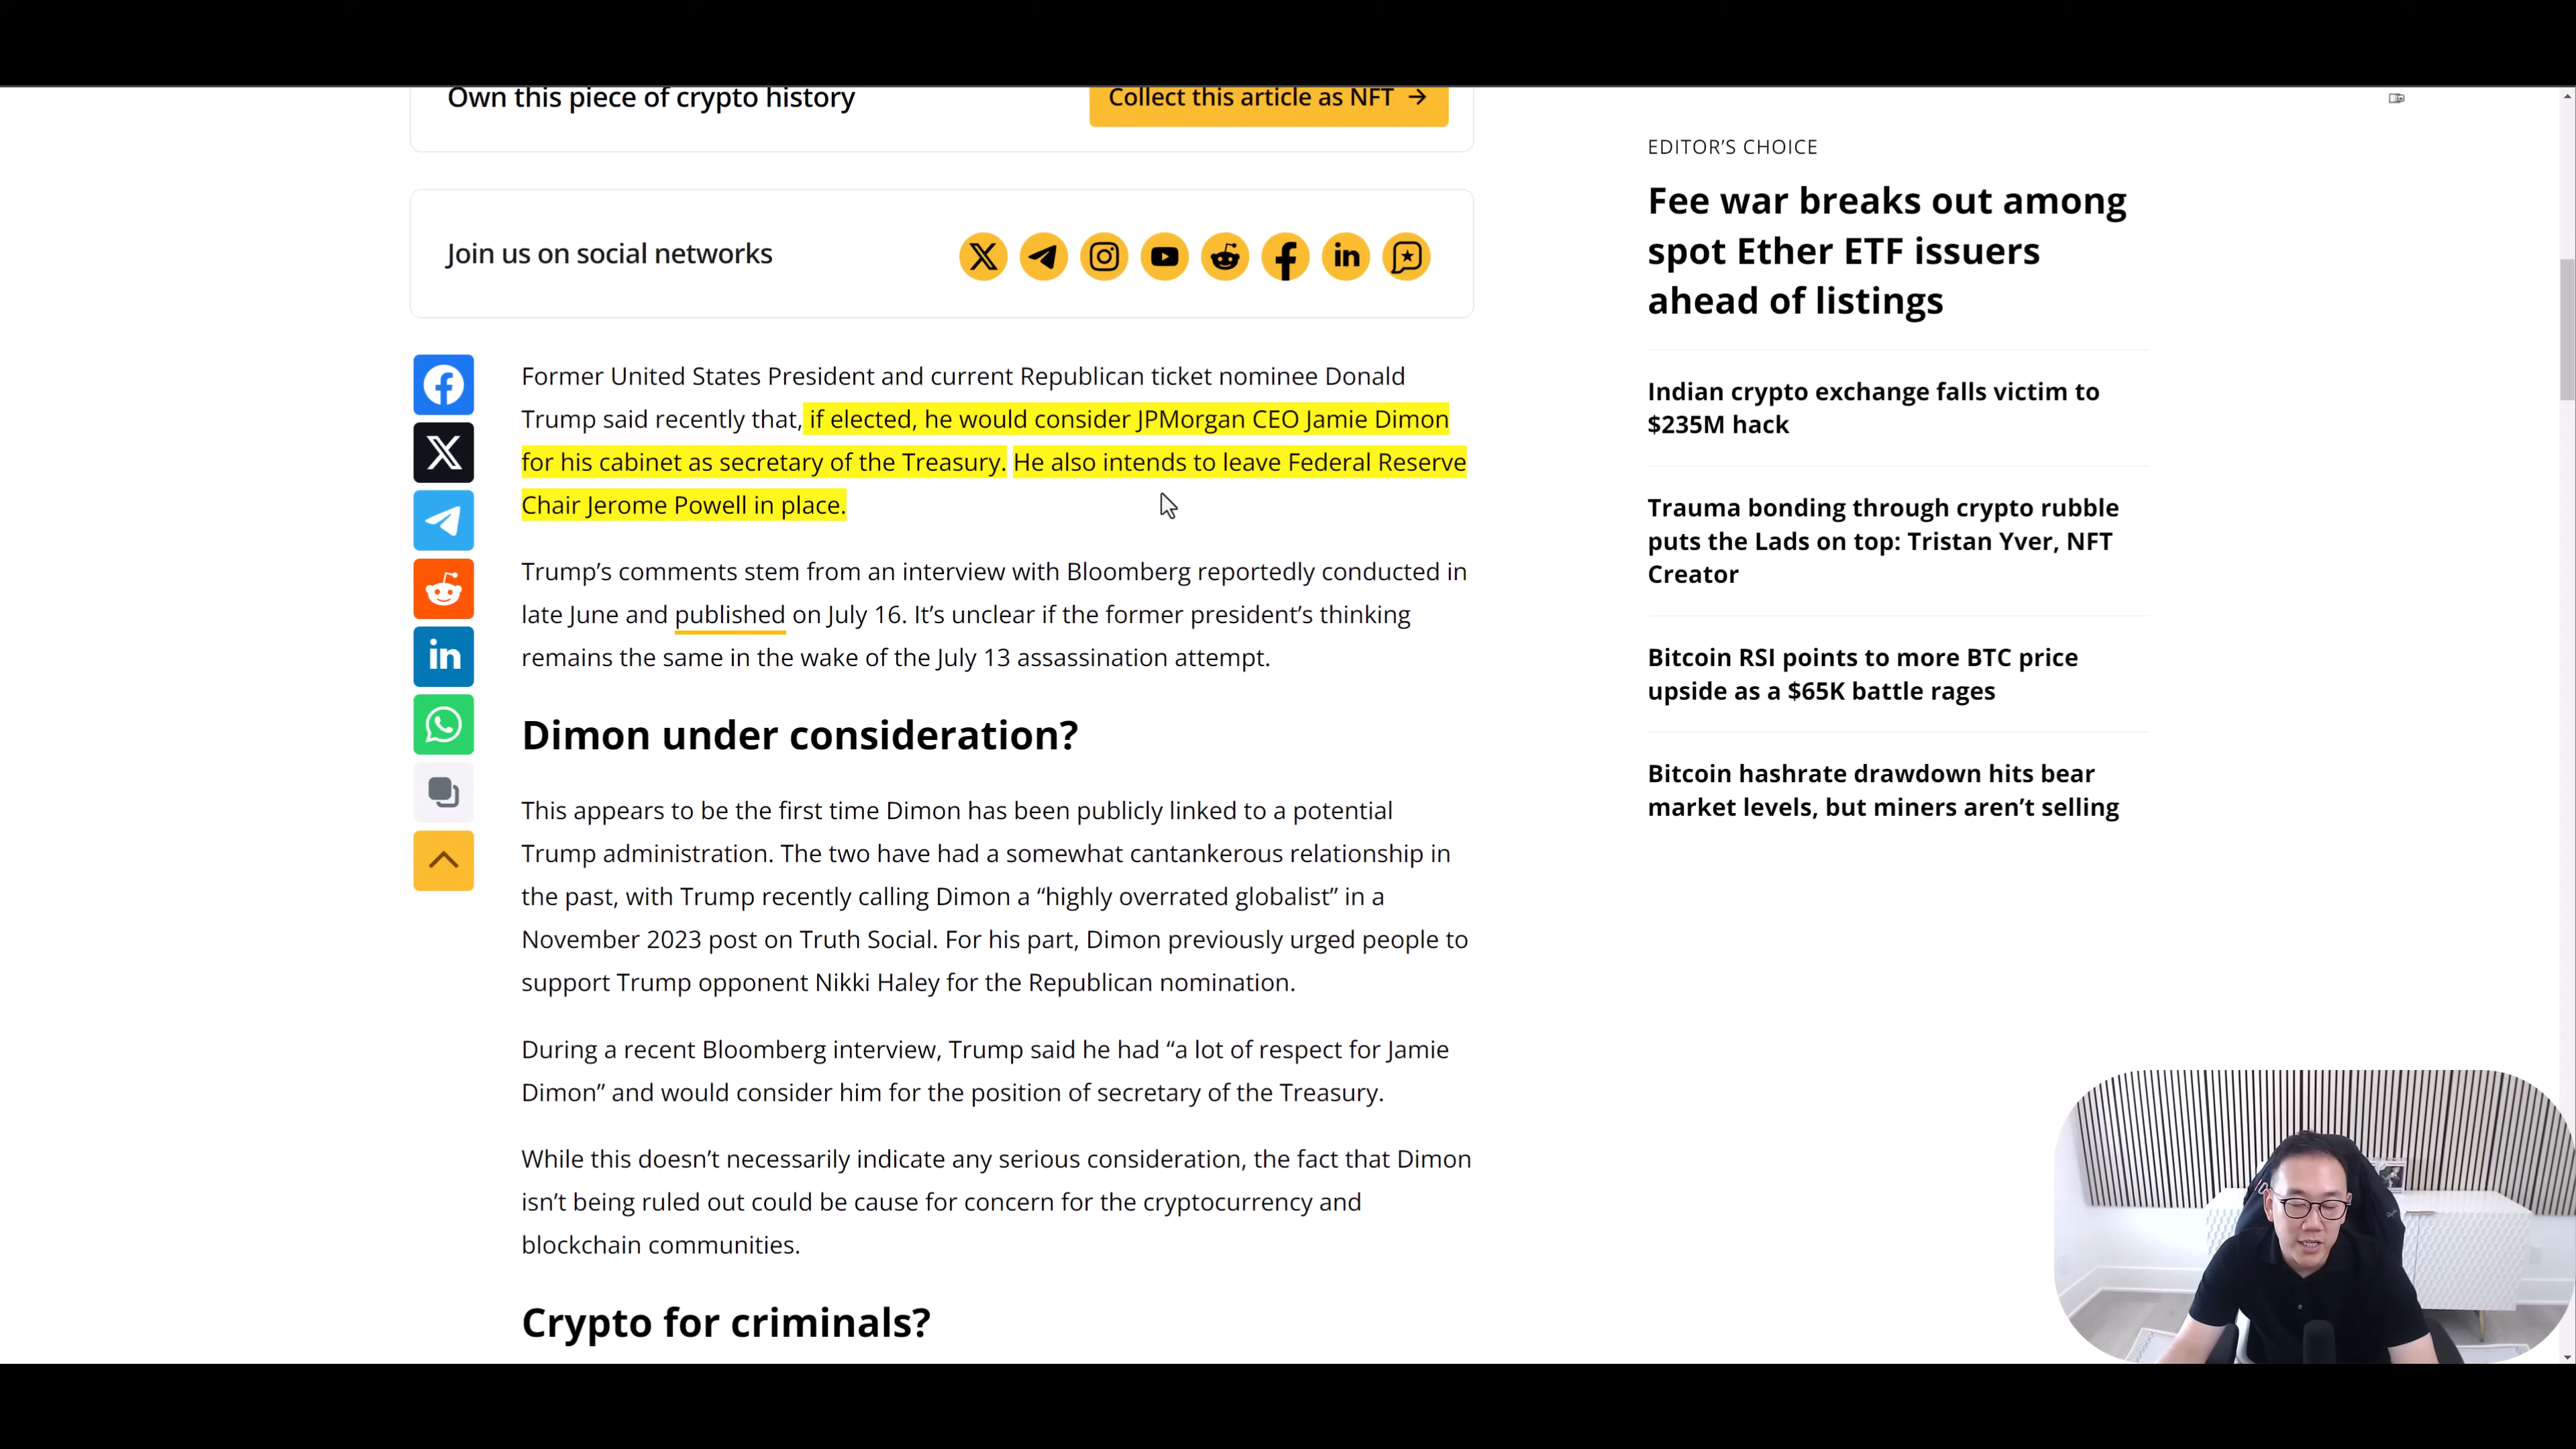 Own this piece of crypto history
Collect this article as NFT →
Join us on social networks
Former United States President and current Republican ticket nominee Donald
Trump said recently that, if elected, he would consider JPMorgan CEO Jamie Dimon
for his cabinet as secretary of the Treasury. He also intends to leave Federal Reserve
Chair Jerome Powell in place.
Trump’s comments stem from an interview with Bloomberg reportedly conducted in
late June and published on July 16. It’s unclear if the former president’s thinking
remains the same in the wake of the July 13 assassination attempt.
Dimon under consideration?
This appears to be the first time Dimon has been publicly linked to a potential
Trump administration. The two have had a somewhat cantankerous relationship in
the past, with Trump recently calling Dimon a “highly overrated globalist” in a
November 2023 post on Truth Social. For his part, Dimon previously urged people to
support Trump opponent Nikki Haley for the Republican nomination.
During a recent Bloomberg interview, Trump said he had “a lot of respect for Jamie
Dimon” and would consider him for the position of secretary of the Treasury.
While this doesn’t necessarily indicate any serious consideration, the fact that Dimon
isn’t being ruled out could be cause for concern for the cryptocurrency and
blockchain communities.
Crypto for criminals?
EDITOR’S CHOICE
Fee war breaks out among
spot Ether ETF issuers
ahead of listings
Indian crypto exchange falls victim to
$235M hack
Trauma bonding through crypto rubble
puts the Lads on top: Tristan Yver, NFT
Creator
Bitcoin RSI points to more BTC price
upside as a $65K battle rages
Bitcoin hashrate drawdown hits bear
market levels, but miners aren’t selling